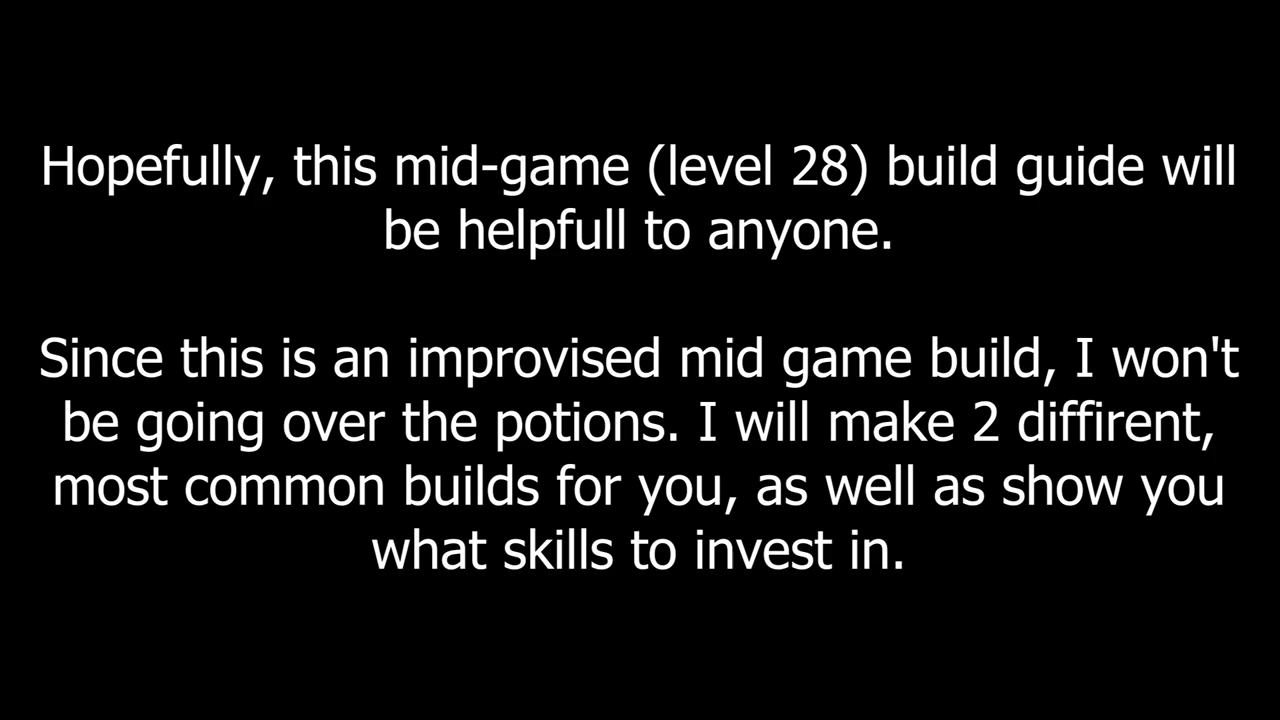 Hopefully, this mid-game (level 28) build guide will
be helpfull to anyone.
Since this is an improvised mid game build, I won't
be going over the potions. I will make 2 diffirent,
most common builds for you, as well as show you
what skills to invest in.